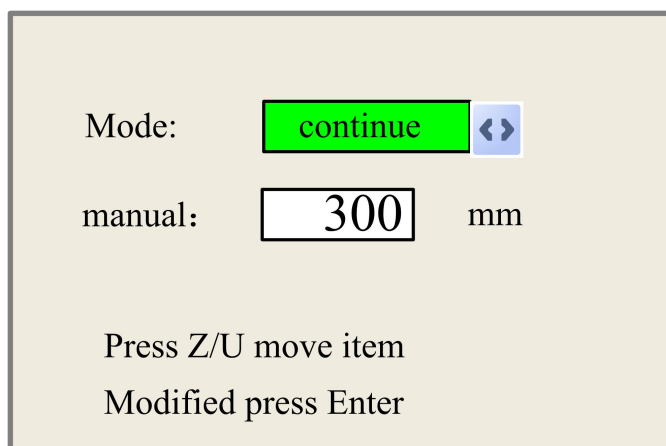 Mode: continue
manual： 300 mm
Press Z/U move item
Modified press Enter